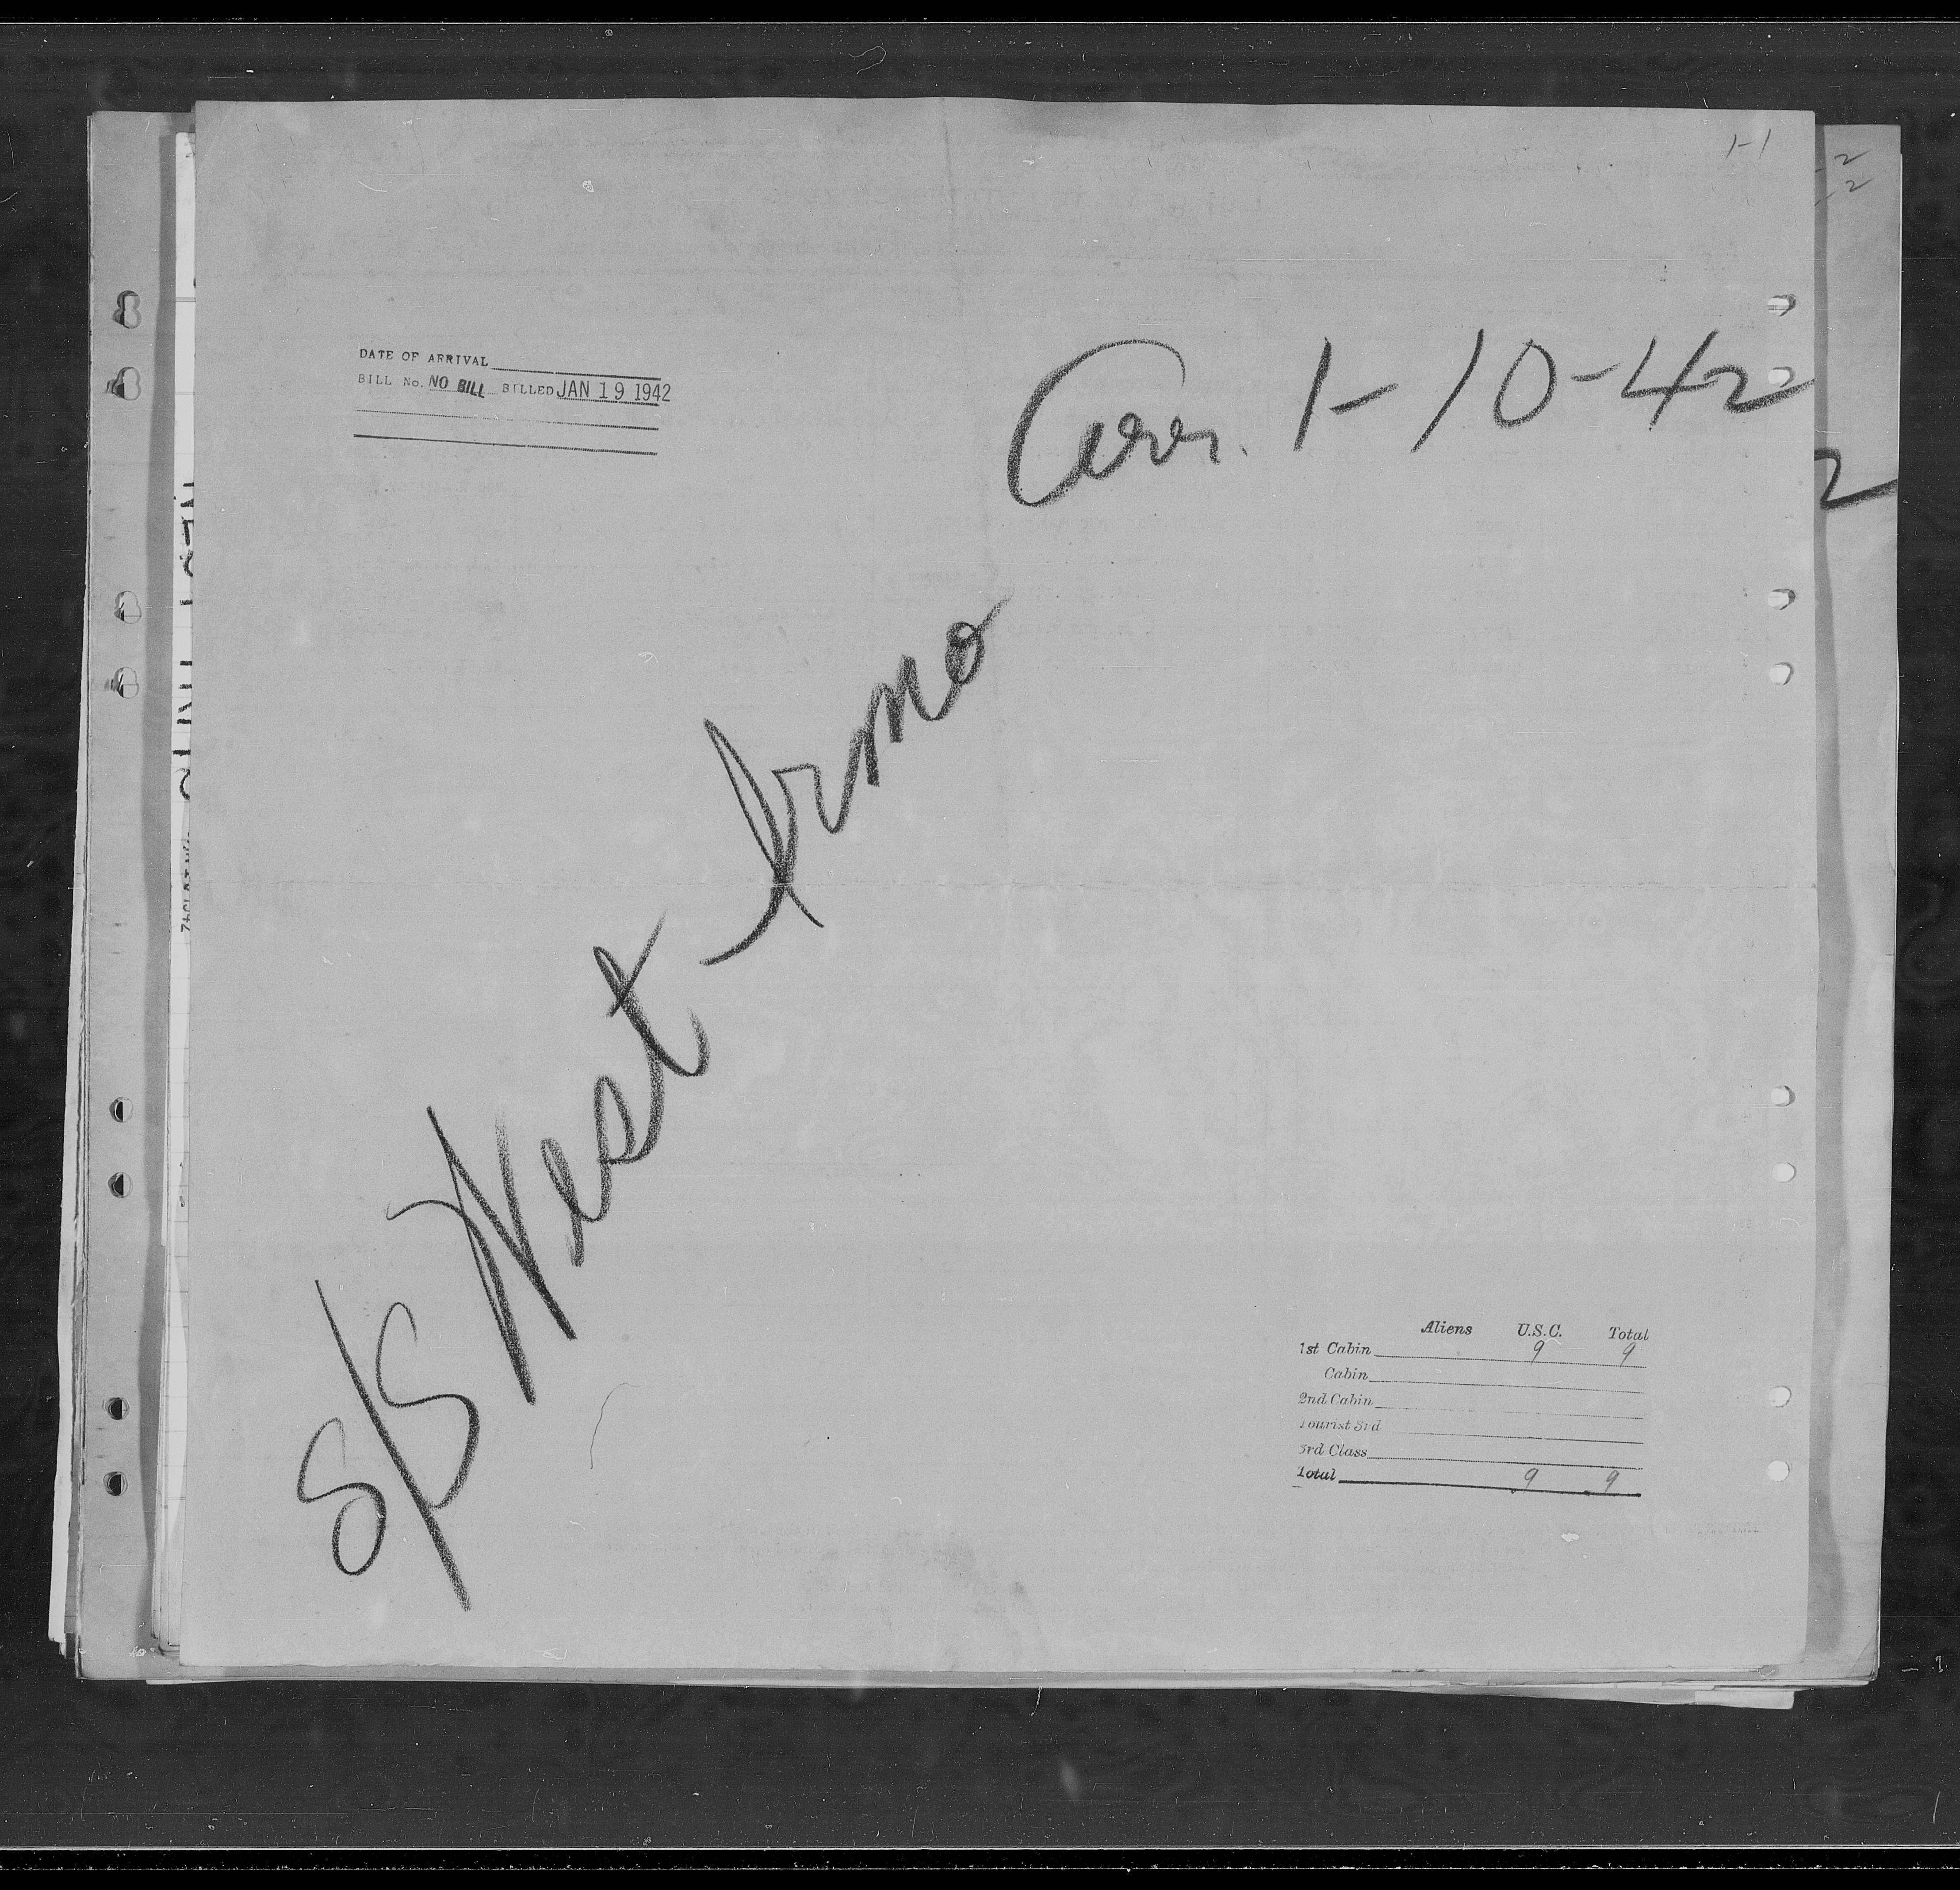 1-1
DATE OF ARRIVAL
BILL No. NO BILL BILLED JAN 19 1942
Arr. 1-10-42
S/S West Irmo
Aliens U.S.C. Total
1st Cabin 9 9
Cabin
2nd Cabin
Tourist 3rd
3rd Class
Total 9 9